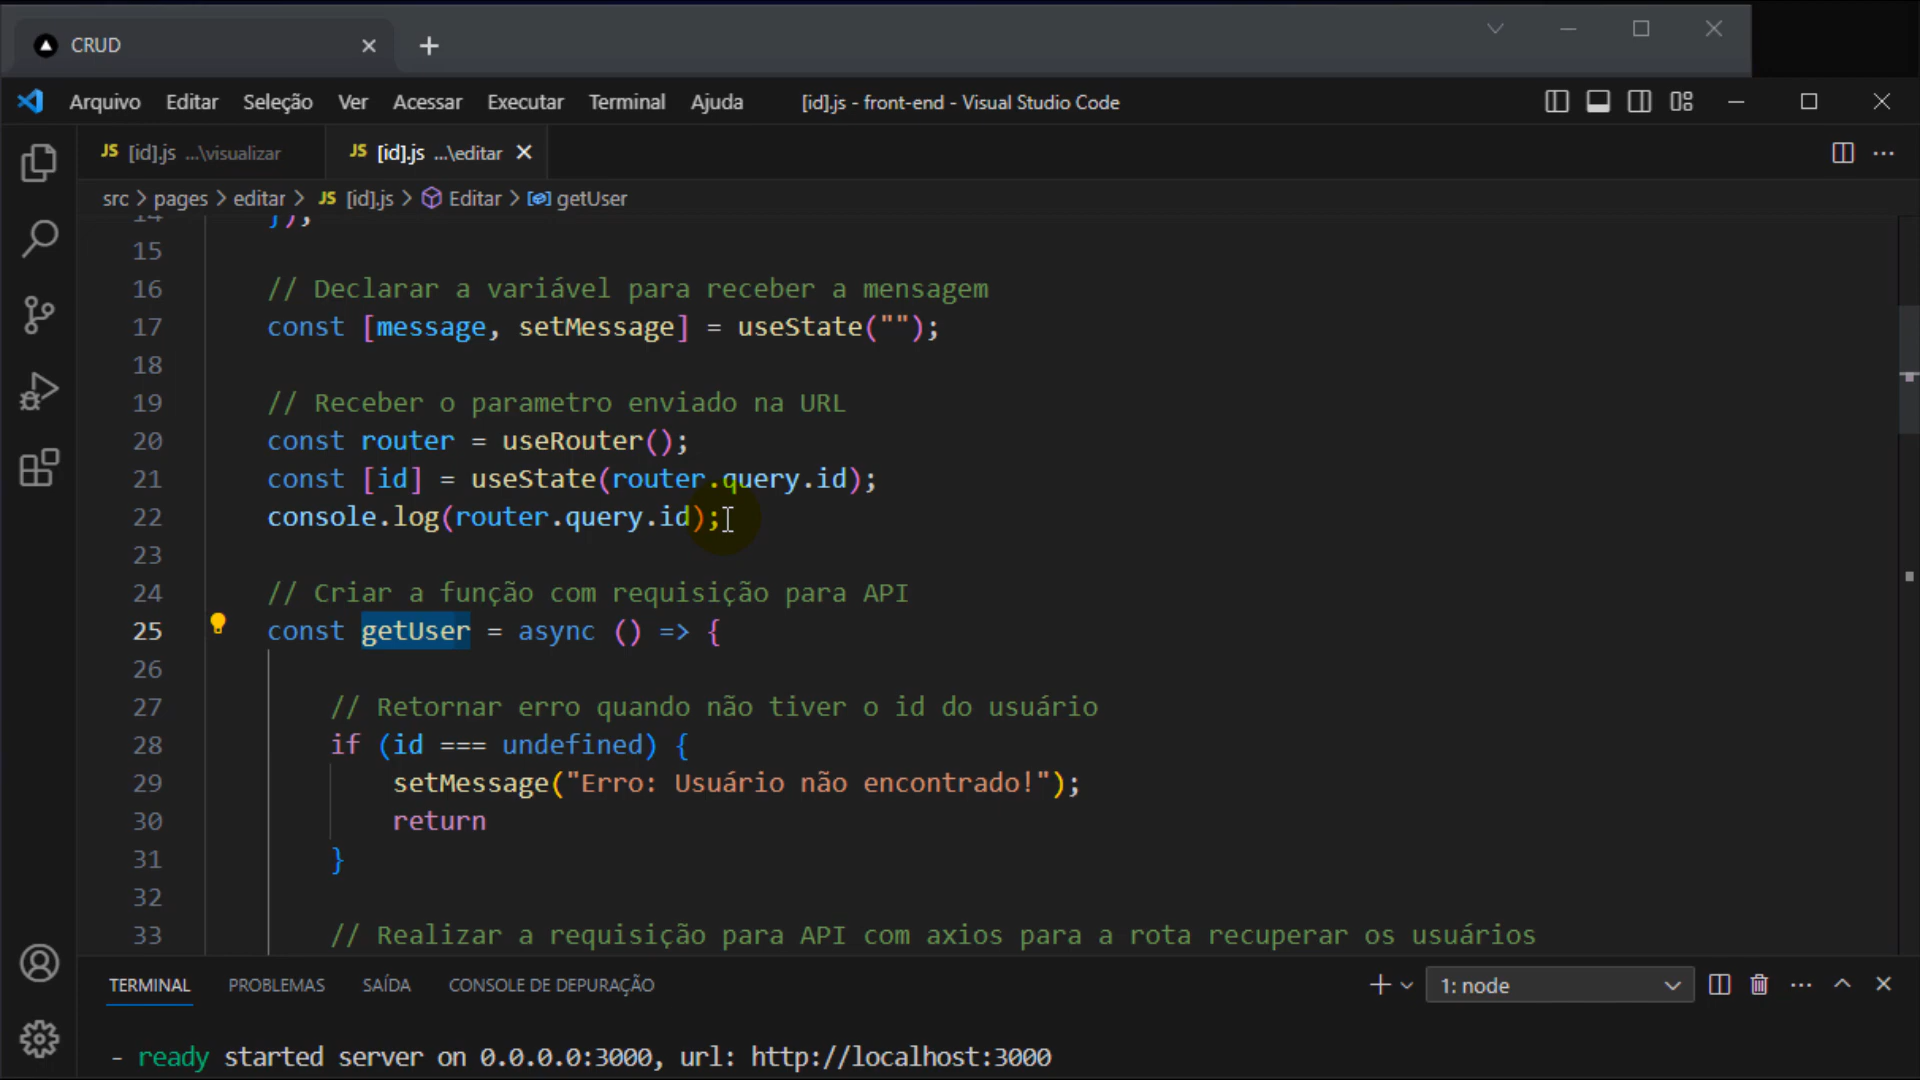 CRUD
Arquivo Editar Seleção Ver Acessar Executar Terminal Ajuda [id].js - front-end - Visual Studio Code
JS [id].js ...\visualizar JS [id].js ...\editar
src > pages > editar > JS [id].js > Editar > getUser
14 });
15
16 // Declarar a variável para receber a mensagem
17 const [message, setMessage] = useState("");
18
19 // Receber o parametro enviado na URL
20 const router = useRouter();
21 const [id] = useState(router.query.id);
22 console.log(router.query.id);
23
24 // Criar a função com requisição para API
25 const getUser = async () => {
26
27 // Retornar erro quando não tiver o id do usuário
28 if (id === undefined) {
29 setMessage("Erro: Usuário não encontrado!");
30 return
31 }
32
33 // Realizar a requisição para API com axios para a rota recuperar os usuários
TERMINAL PROBLEMAS SAÍDA CONSOLE DE DEPURAÇÃO 1: node
- ready started server on 0.0.0.0:3000, url: http://localhost:3000